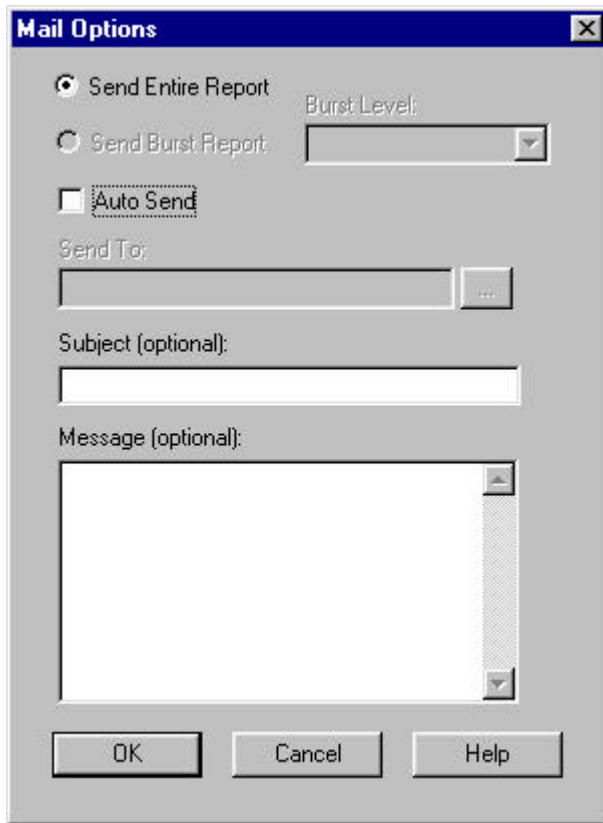 Mail Options
Send Entire Report
Burst Level:
Send Burst Report
Auto Send
Send To:
...
Subject (optional):
Message (optional):
OK Cancel Help